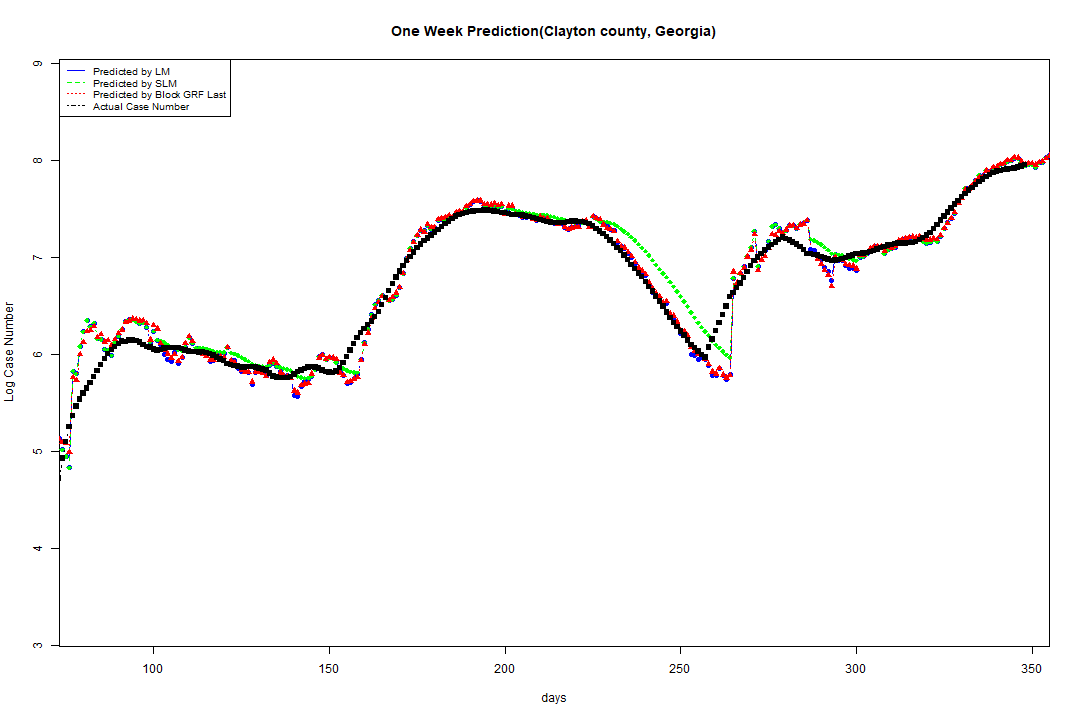 One Week Prediction(Clayton county, Georgia)
Predicted by LM
Predicted by SLM
Predicted by Block GRF Last
Actual Case Number
Log Case Number
9
8
7
6
5
4
3
100
150
200
250
300
350
days